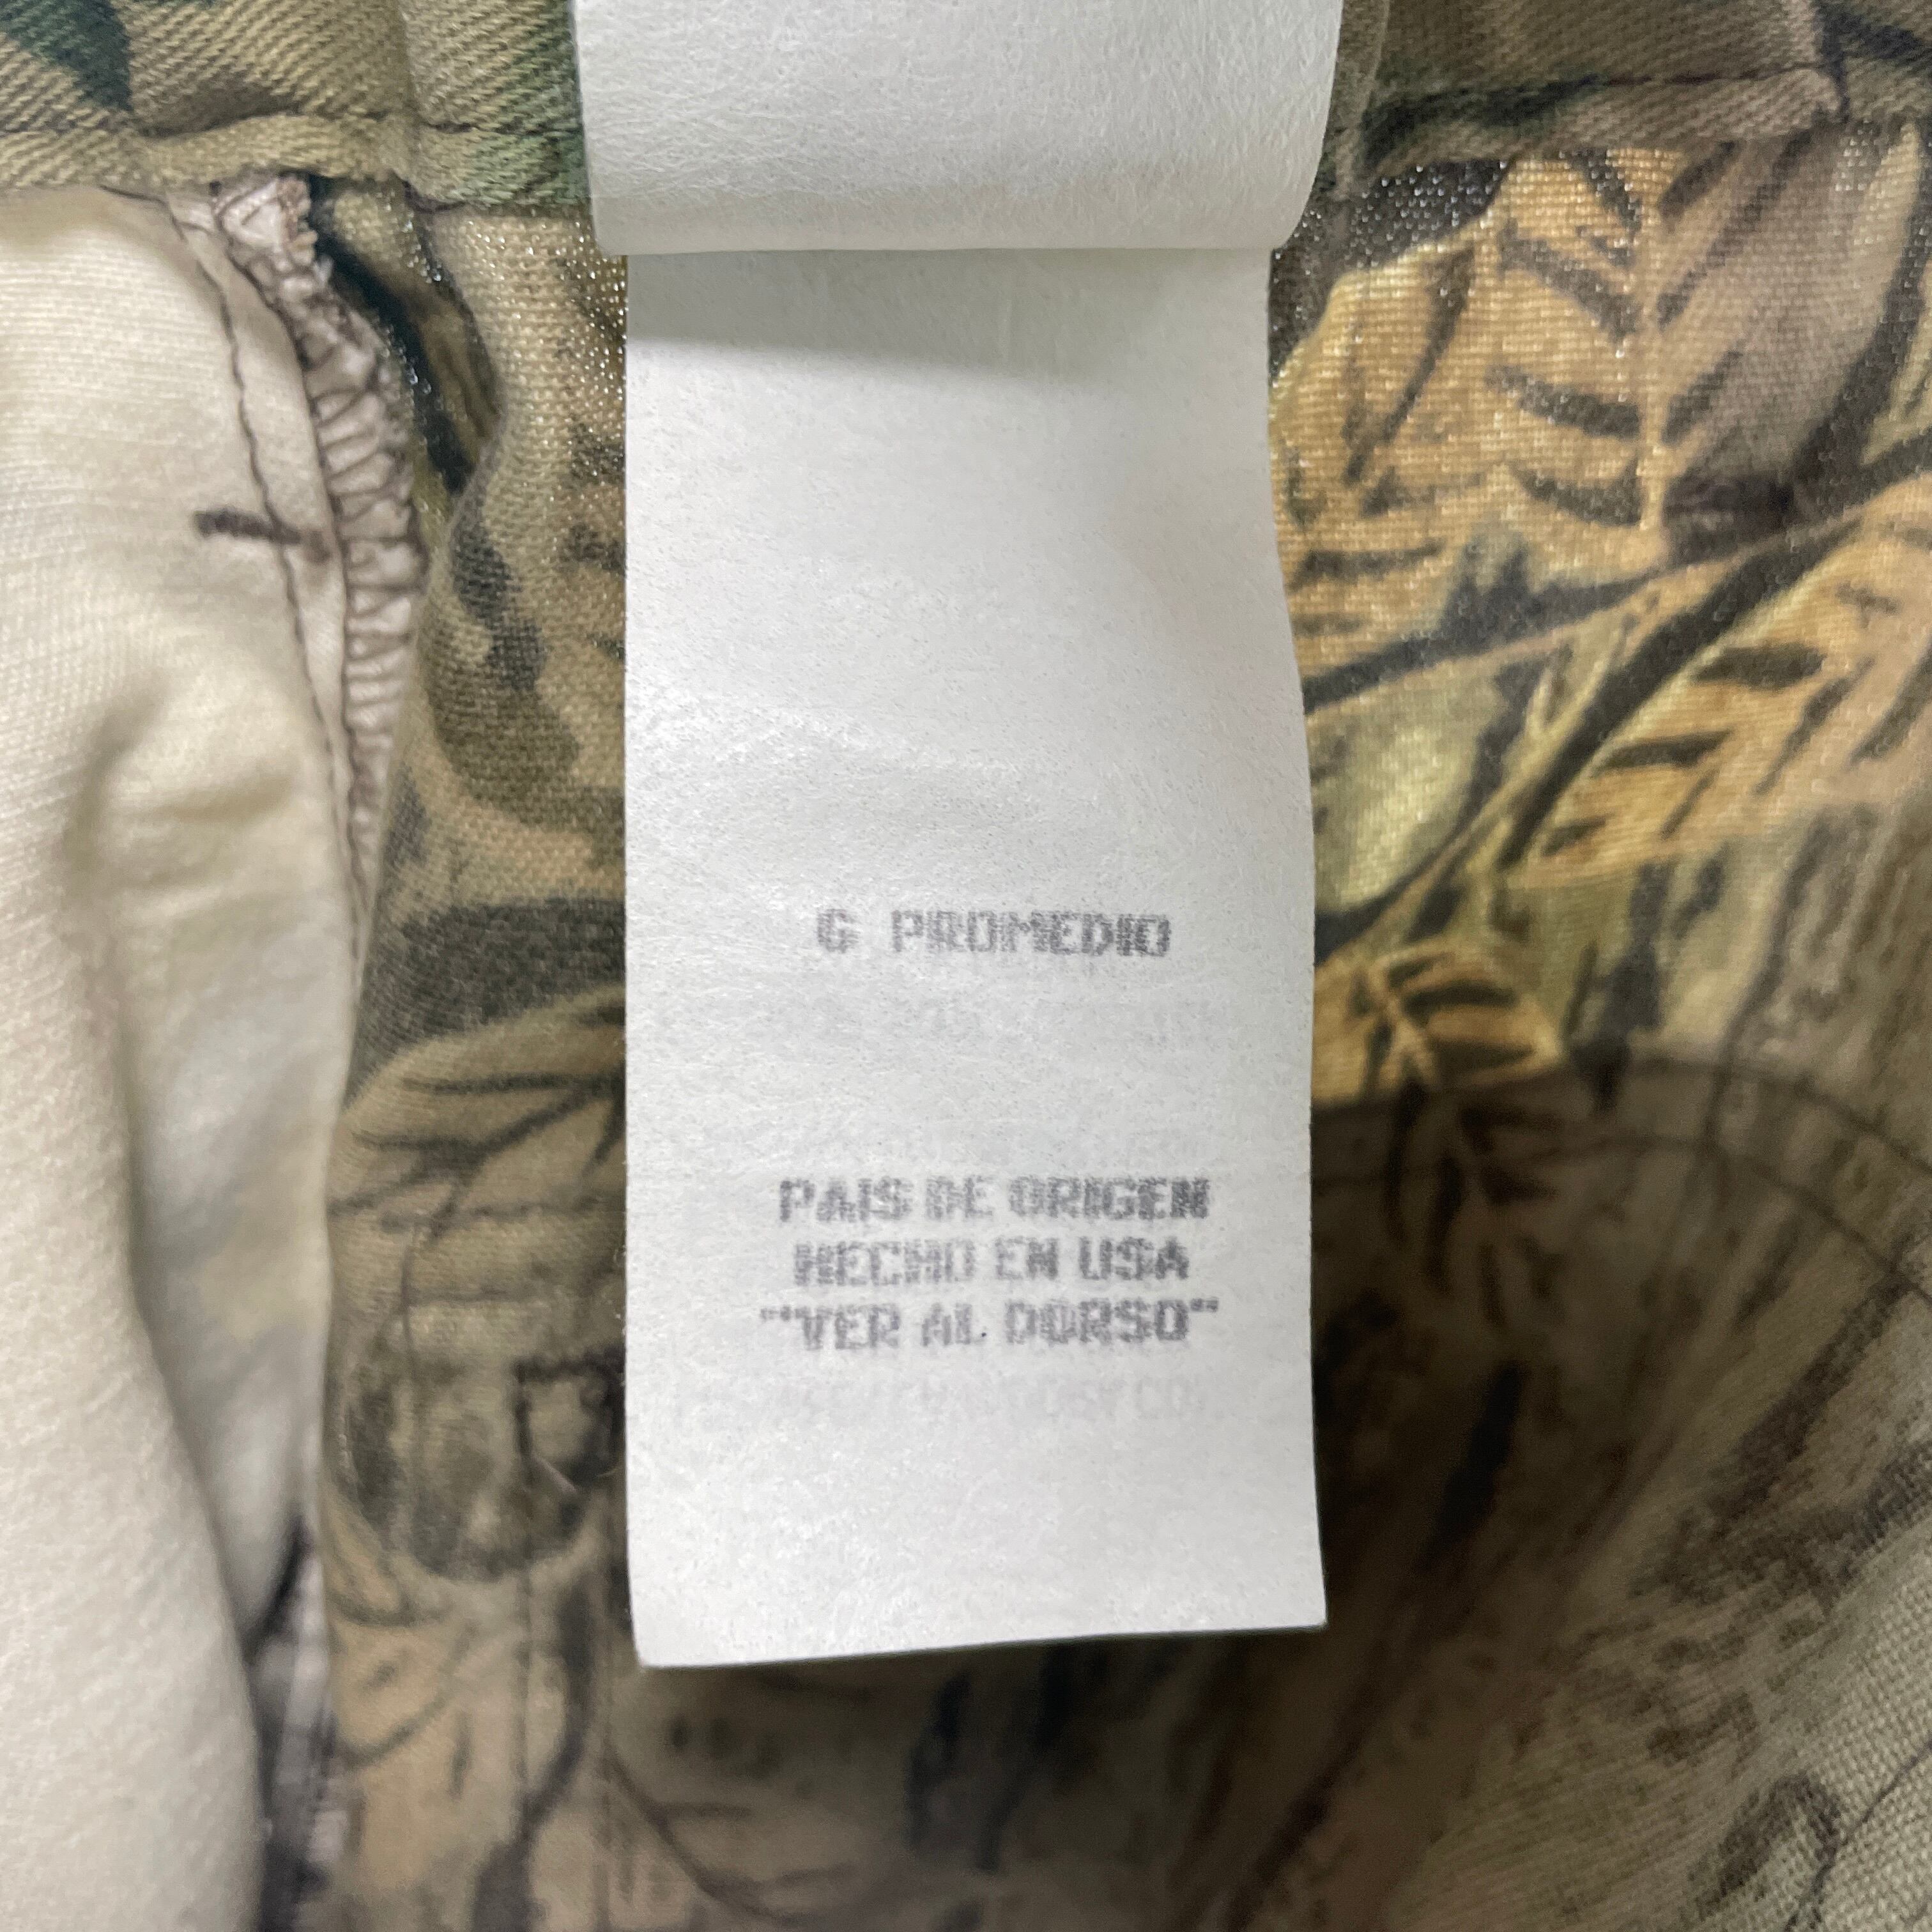 G PROMEDIO
PAIS DE ORIGEN
HECHO EN USA
"VER AL DORSO"